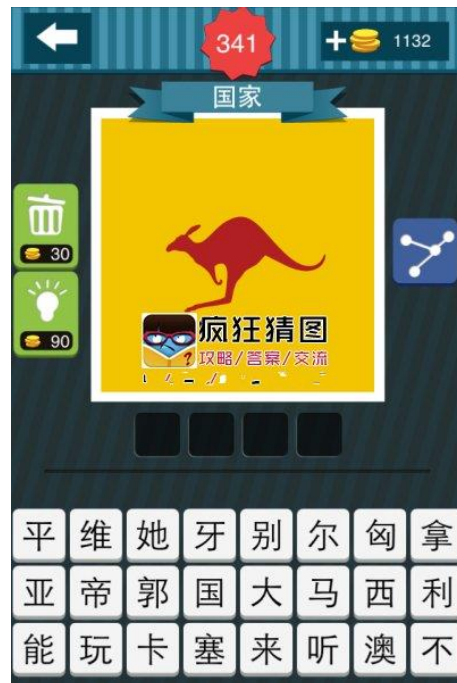 341
+ 1132
国家
30
90
疯狂猜图
?攻略/答案/交流
平 维 她 牙 别 尔 匈 拿
亚 帝 郭 国 大 马 西 利
能 玩 卡 塞 来 听 澳 不